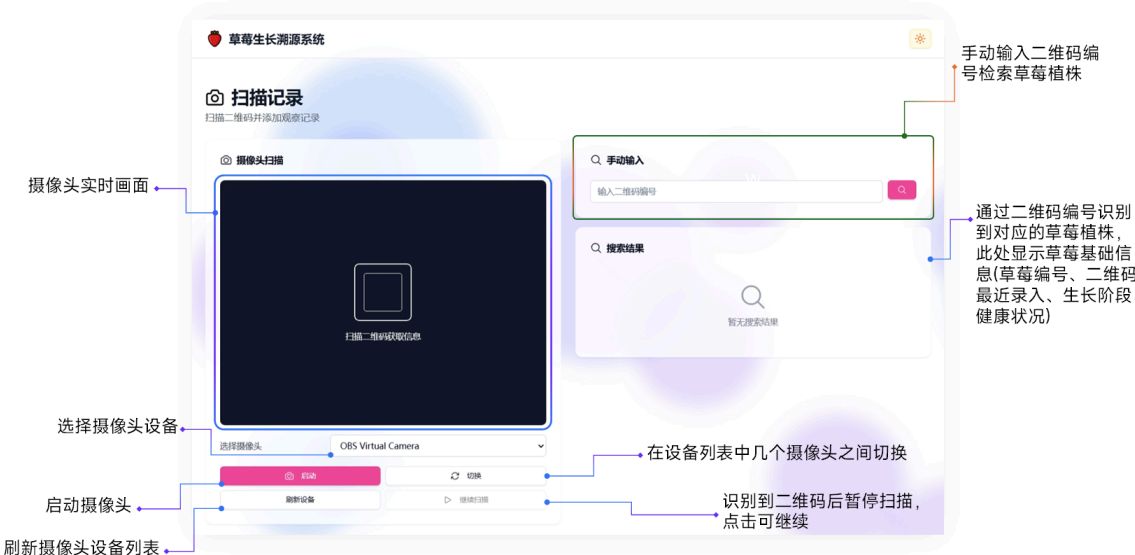 草莓生长溯源系统
手动输入二维码编
号检索草莓植株
扫描记录
扫描二维码并添加观察记录
摄像头扫描
手动输入
摄像头实时画面
输入二维码编号
通过二维码编号识别
到对应的草莓植株，
此处显示草莓基础信
息(草莓编号、二维码
最近录入、生长阶段
健康状况)
搜索结果
暂无搜索结果
扫描二维码获取信息
选择摄像头设备
选择摄像头
OBS Virtual Camera
在设备列表中几个摄像头之间切换
启动
切换
启动摄像头
刷新设备
继续扫描
识别到二维码后暂停扫描，
点击可继续
刷新摄像头设备列表